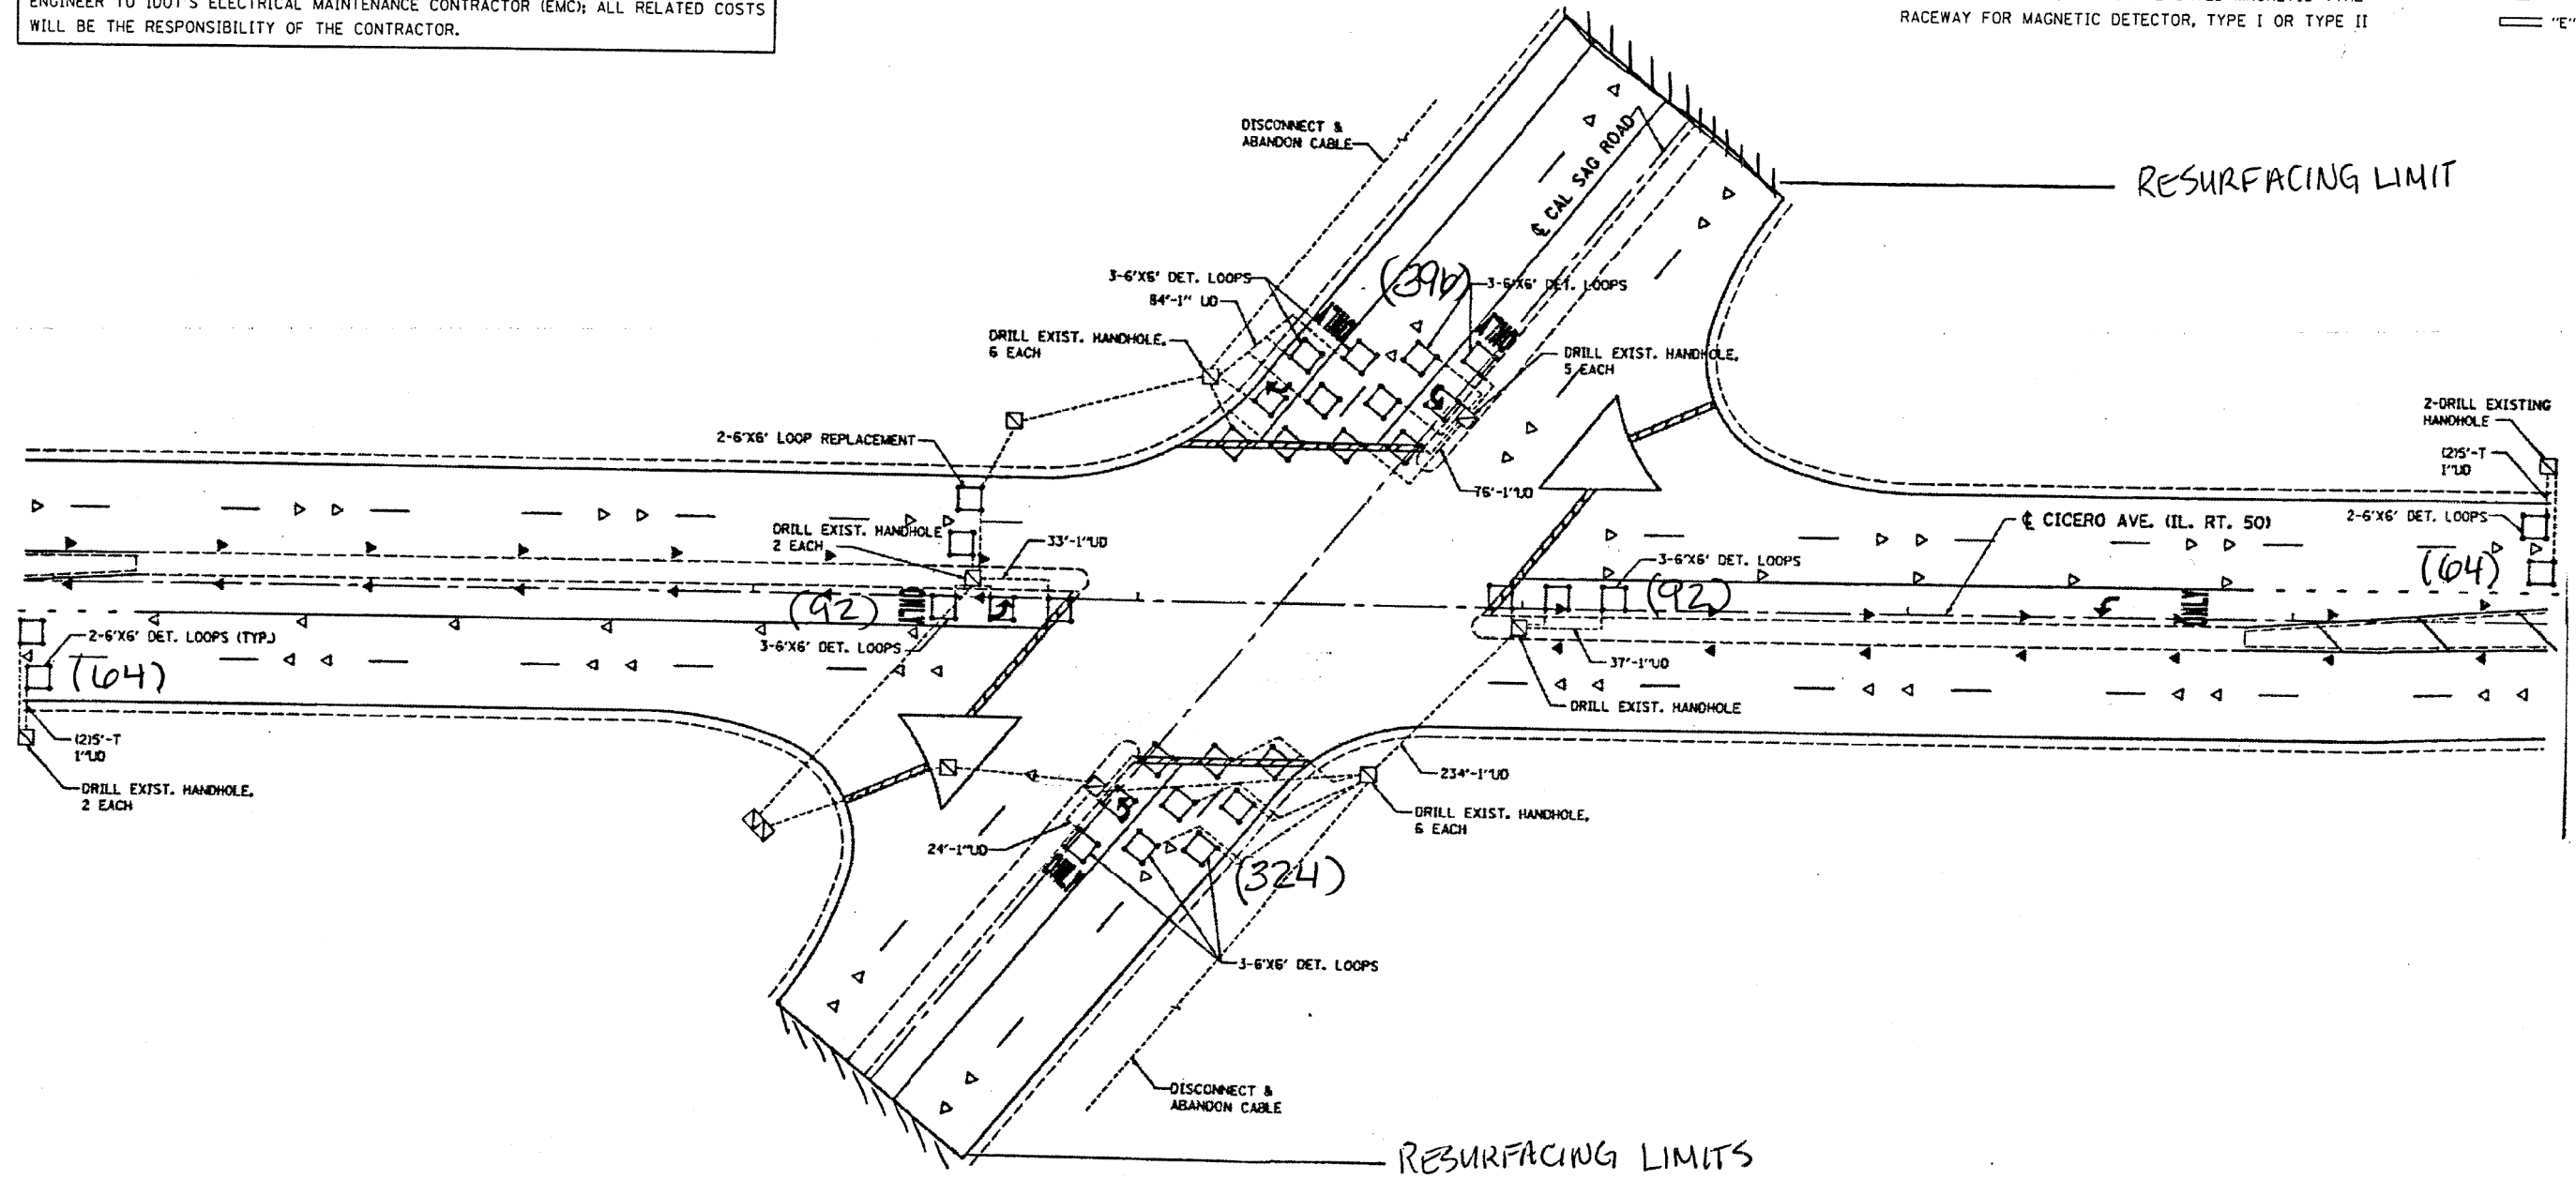 ENGINEER TO IDOT'S ELECTRICAL MAINTENANCE CONTRACTOR (EMC); ALL RELATED COSTS
WILL BE THE RESPONSIBILITY OF THE CONTRACTOR.
RACEWAY FOR MAGNETIC DETECTOR, TYPE I OR TYPE II
"E"
DISCONNECT &
ABANDON CABLE
℄ CAL SAG ROAD
RESURFACING LIMIT
3-6'X6' DET. LOOPS
(396)
3-6'X6' DET. LOOPS
84'-1" UD
ONLY
ONLY
DRILL EXIST. HANDHOLE,
6 EACH
DRILL EXIST. HANDHOLE,
5 EACH
2-DRILL EXISTING
HANDHOLE
2-6'X6' LOOP REPLACEMENT
(2)5'-T
1"UD
76'-1"UD
DRILL EXIST. HANDHOLE
2 EACH
33'-1"UD
℄ CICERO AVE. (IL. RT. 50)
2-6'X6' DET. LOOPS
3-6'X6' DET. LOOPS
(64)
(92)
ONLY
(92)
ONLY
2-6'X6' DET. LOOPS (TYP.)
3-6'X6' DET. LOOPS
(64)
37'-1"UD
DRILL EXIST. HANDHOLE
(2)5'-T
1"UD
234'-1"UD
DRILL EXIST. HANDHOLE,
2 EACH
DRILL EXIST. HANDHOLE,
6 EACH
24'-1"UD
ONLY
(324)
3-6'X6' DET. LOOPS
DISCONNECT &
ABANDON CABLE
RESURFACING LIMITS